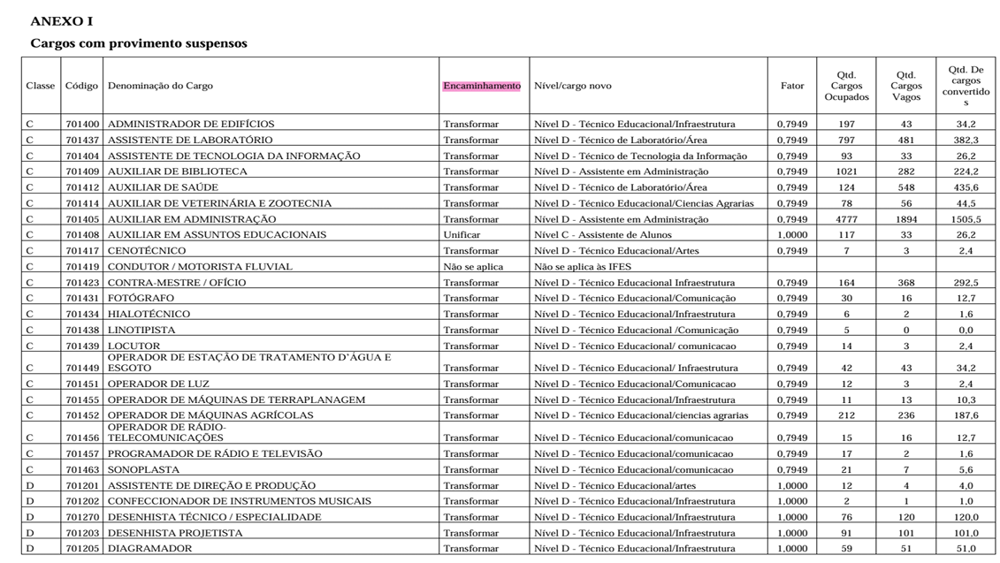 ANEXO I
Cargos com provimento suspensos
Classe Código Denominação do Cargo Encaminhamento Nível/cargo novo Fator Qtd. Cargos Ocupados Qtd. Cargos Vagos Qtd. De cargos convertidos
C 701400 ADMINISTRADOR DE EDIFÍCIOS Transformar Nível D - Técnico Educacional/Infraestrutura 0,7949 197 43 34,2
C 701437 ASSISTENTE DE LABORATÓRIO Transformar Nível D - Técnico de Laboratório/Área 0,7949 797 481 382,3
C 701404 ASSISTENTE DE TECNOLOGIA DA INFORMAÇÃO Transformar Nível D - Técnico de Tecnologia da Informação 0,7949 93 33 26,2
C 701409 AUXILIAR DE BIBLIOTECA Transformar Nível D - Assistente em Administração 0,7949 1021 282 224,2
C 701412 AUXILIAR DE SAÚDE Transformar Nível D - Técnico de Laboratório/Área 0,7949 124 548 435,6
C 701414 AUXILIAR DE VETERINÁRIA E ZOOTECNIA Transformar Nível D - Técnico Educacional/Ciencias Agrarias 0,7949 78 56 44,5
C 701405 AUXILIAR EM ADMINISTRAÇÃO Transformar Nível D - Assistente em Administração 0,7949 4777 1894 1505,5
C 701408 AUXILIAR EM ASSUNTOS EDUCACIONAIS Unificar Nível C - Assistente de Alunos 1,0000 117 33 26,2
C 701417 CENOTÉCNICO Transformar Nível D - Técnico Educacional/Artes 0,7949 7 3 2,4
C 701419 CONDUTOR / MOTORISTA FLUVIAL Não se aplica Não se aplica às IFES
C 701423 CONTRA-MESTRE / OFÍCIO Transformar Nível D - Técnico Educacional Infraestrutura 0,7949 164 368 292,5
C 701431 FOTÓGRAFO Transformar Nível D - Técnico Educacional/Comunicação 0,7949 30 16 12,7
C 701434 HIALOTÉCNICO Transformar Nível D - Técnico Educacional/Infraestrutura 0,7949 6 2 1,6
C 701438 LINOTIPISTA Transformar Nível D - Técnico Educacional /Comunicação 0,7949 5 0 0,0
C 701439 LOCUTOR Transformar Nível D - Técnico Educacional/ comunicacao 0,7949 14 3 2,4
OPERADOR DE ESTAÇÃO DE TRATAMENTO D'ÁGUA E
C 701449 ESGOTO Transformar Nível D - Técnico Educacional/ Infraestrutura 0,7949 42 43 34,2
C 701451 OPERADOR DE LUZ Transformar Nível D - Técnico Educacional/Comunicacao 0,7949 12 3 2,4
C 701455 OPERADOR DE MÁQUINAS DE TERRAPLANAGEM Transformar Nível D - Técnico Educacional/Infraestrutura 0,7949 11 13 10,3
C 701452 OPERADOR DE MÁQUINAS AGRÍCOLAS Transformar Nível D - Técnico Educacional/ciencias agrarias 0,7949 212 236 187,6
OPERADOR DE RÁDIO-
C 701456 TELECOMUNICAÇÕES Transformar Nível D - Técnico Educacional/comunicacao 0,7949 15 16 12,7
C 701457 PROGRAMADOR DE RÁDIO E TELEVISÃO Transformar Nível D - Técnico Educacional/comunicacao 0,7949 17 2 1,6
C 701463 SONOPLASTA Transformar Nível D - Técnico Educacional/comunicacao 0,7949 21 7 5,6
D 701201 ASSISTENTE DE DIREÇÃO E PRODUÇÃO Transformar Nível D - Técnico Educacional/artes 1,0000 12 4 4,0
D 701202 CONFECCIONADOR DE INSTRUMENTOS MUSICAIS Transformar Nível D - Técnico Educacional/Infraestrutura 1,0000 2 1 1,0
D 701270 DESENHISTA TÉCNICO / ESPECIALIDADE Transformar Nível D - Técnico Educacional/Infraestrutura 1,0000 76 120 120,0
D 701203 DESENHISTA PROJETISTA Transformar Nível D - Técnico Educacional/Infraestrutura 1,0000 91 101 101,0
D 701205 DIAGRAMADOR Transformar Nível D - Técnico Educacional/Infraestrutura 1,0000 59 51 51,0